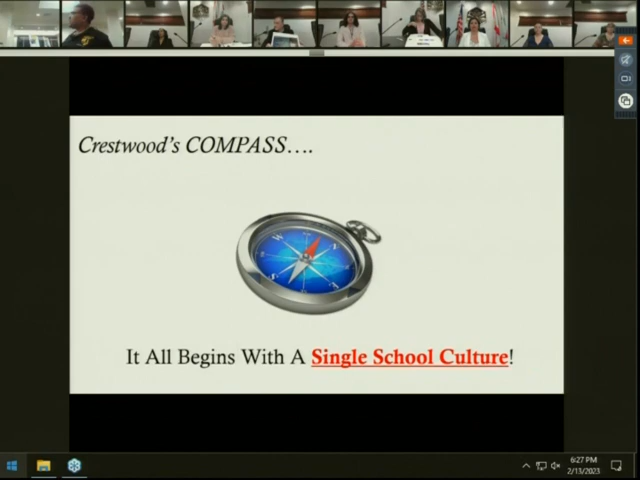 Crestwood's COMPASS….
It All Begins With A Single School Culture!
6:27 PM
2/13/2023